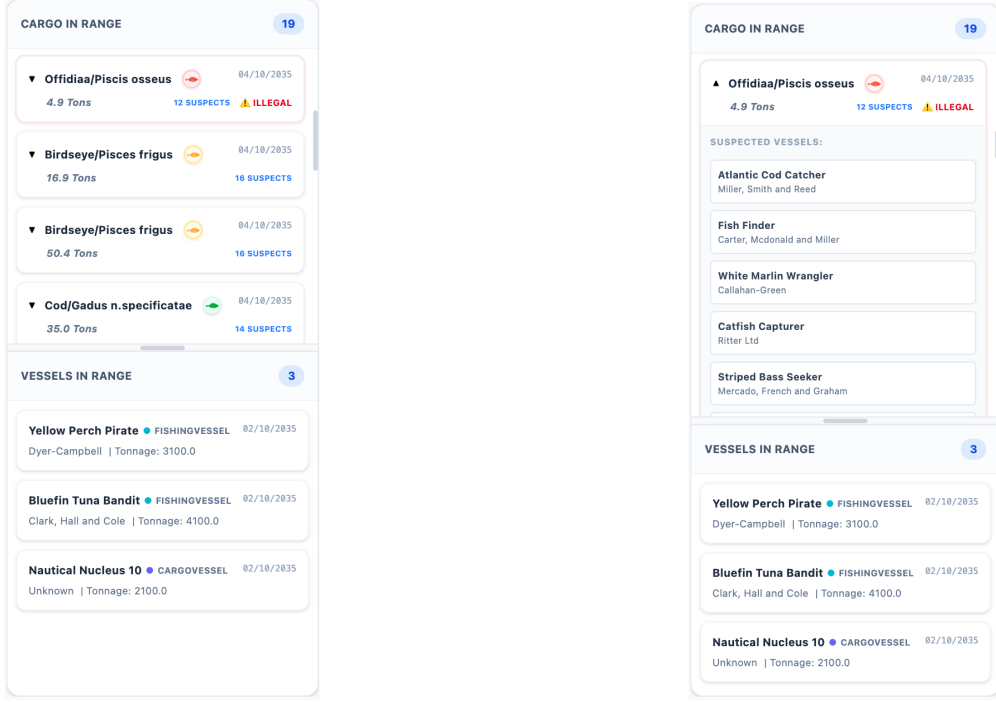 CARGO IN RANGE 19
▼ Offidiaa/Piscis osseus 04/10/2035
4.9 Tons 12 SUSPECTS ⚠ ILLEGAL
▼ Birdseye/Pisces frigus 04/10/2035
16.9 Tons 16 SUSPECTS
▼ Birdseye/Pisces frigus 04/10/2035
50.4 Tons 16 SUSPECTS
▼ Cod/Gadus n.specificatae 04/10/2035
35.0 Tons 14 SUSPECTS
VESSELS IN RANGE 3
Yellow Perch Pirate FISHINGVESSEL 02/10/2035
Dyer-Campbell | Tonnage: 3100.0
Bluefin Tuna Bandit FISHINGVESSEL 02/10/2035
Clark, Hall and Cole | Tonnage: 4100.0
Nautical Nucleus 10 CARGOVESSEL 02/10/2035
Unknown | Tonnage: 2100.0
CARGO IN RANGE 19
▲ Offidiaa/Piscis osseus 04/10/2035
4.9 Tons 12 SUSPECTS ⚠ ILLEGAL
SUSPECTED VESSELS:
Atlantic Cod Catcher
Miller, Smith and Reed
Fish Finder
Carter, Mcdonald and Miller
White Marlin Wrangler
Callahan-Green
Catfish Capturer
Ritter Ltd
Striped Bass Seeker
Mercado, French and Graham
VESSELS IN RANGE 3
Yellow Perch Pirate FISHINGVESSEL 02/10/2035
Dyer-Campbell | Tonnage: 3100.0
Bluefin Tuna Bandit FISHINGVESSEL 02/10/2035
Clark, Hall and Cole | Tonnage: 4100.0
Nautical Nucleus 10 CARGOVESSEL 02/10/2035
Unknown | Tonnage: 2100.0